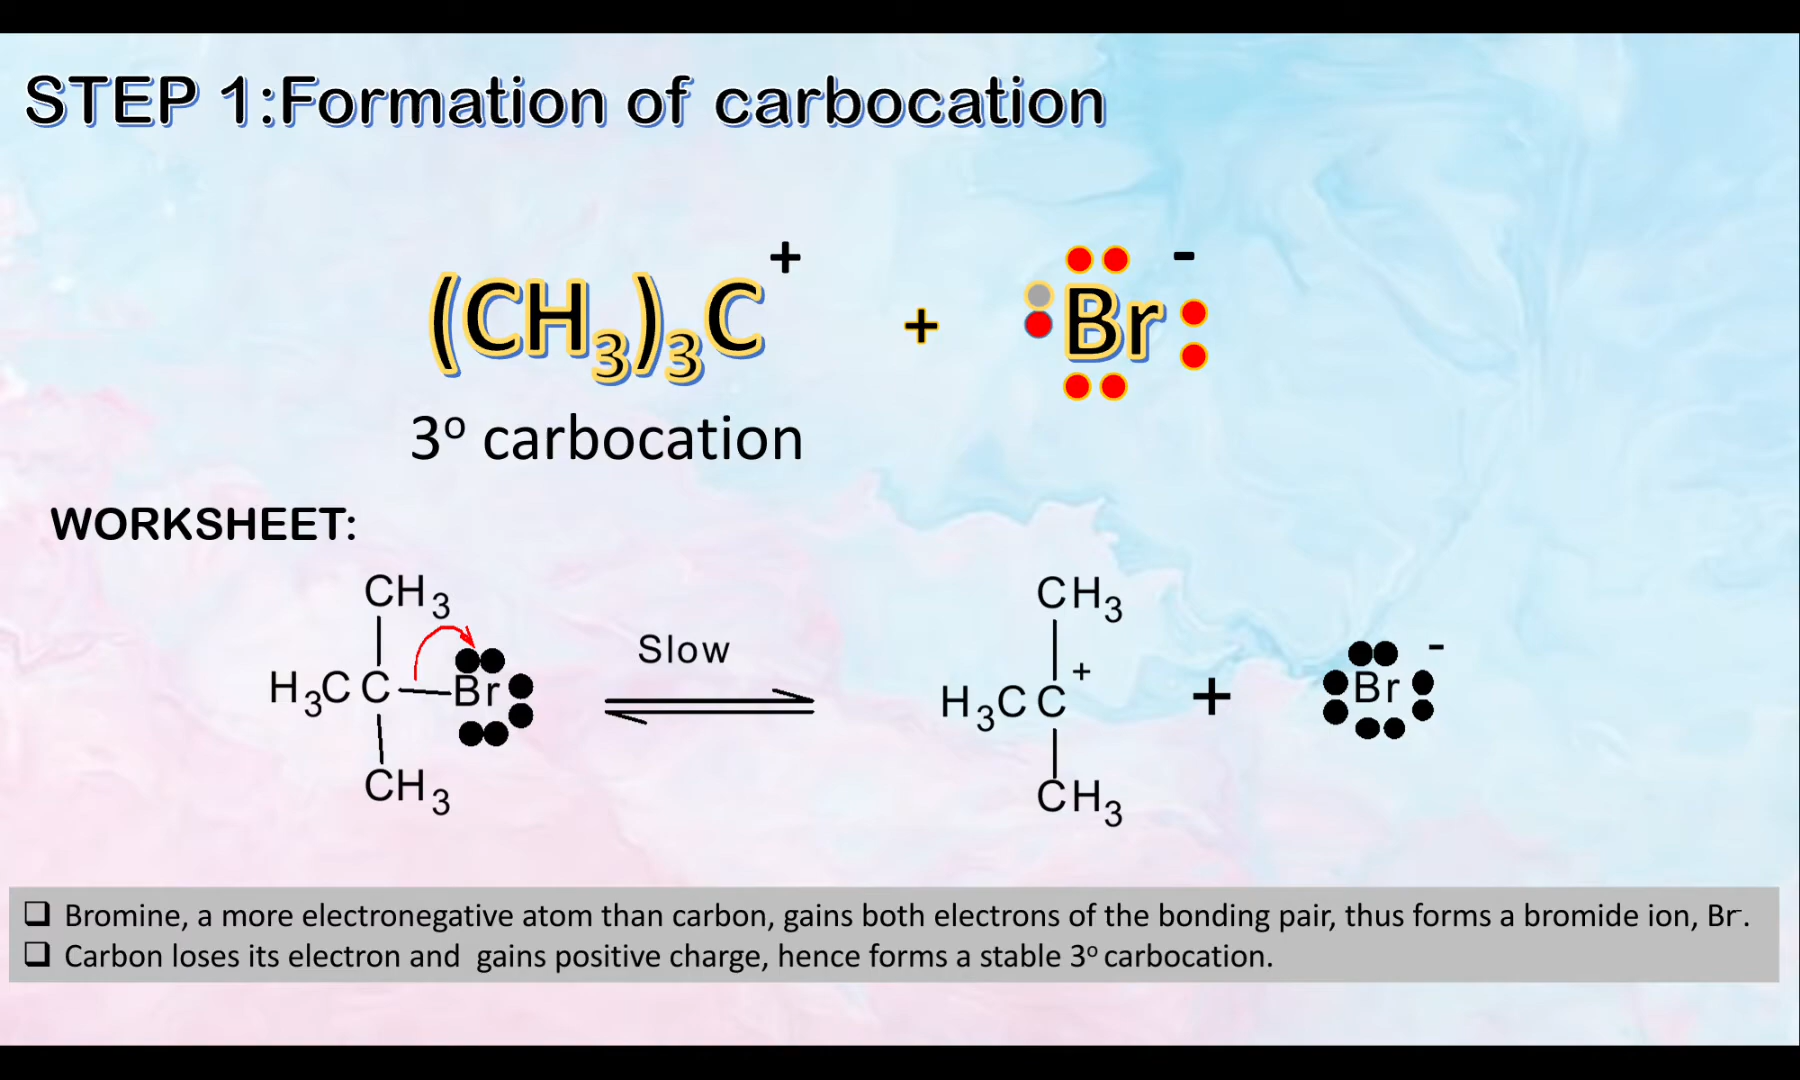 STEP 1:Formation of carbocation
(CH₃)₃C⁺ + Br⁻
3º carbocation
WORKSHEET:
CH₃
H₃C C Br
CH₃
Slow
CH₃
H₃C C⁺
CH₃
+
Br⁻
❑ Bromine, a more electronegative atom than carbon, gains both electrons of the bonding pair, thus forms a bromide ion, Br⁻.
❑ Carbon loses its electron and gains positive charge, hence forms a stable 3º carbocation.